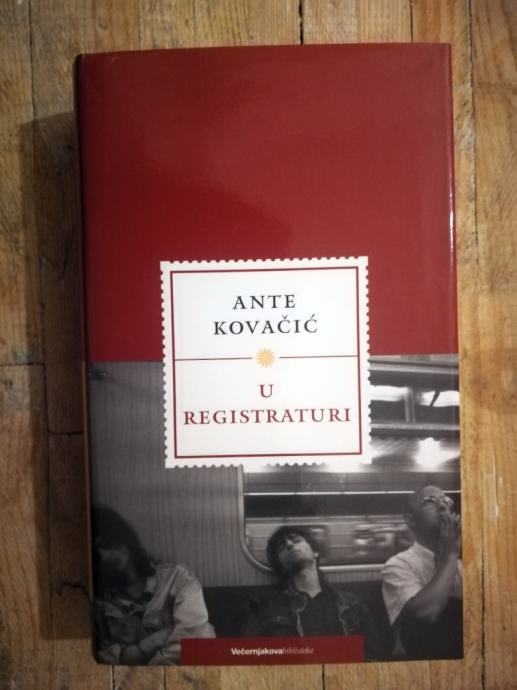 ANTE
KOVAČIĆ
U
REGISTRATURI
Večernjakovabiblioteka